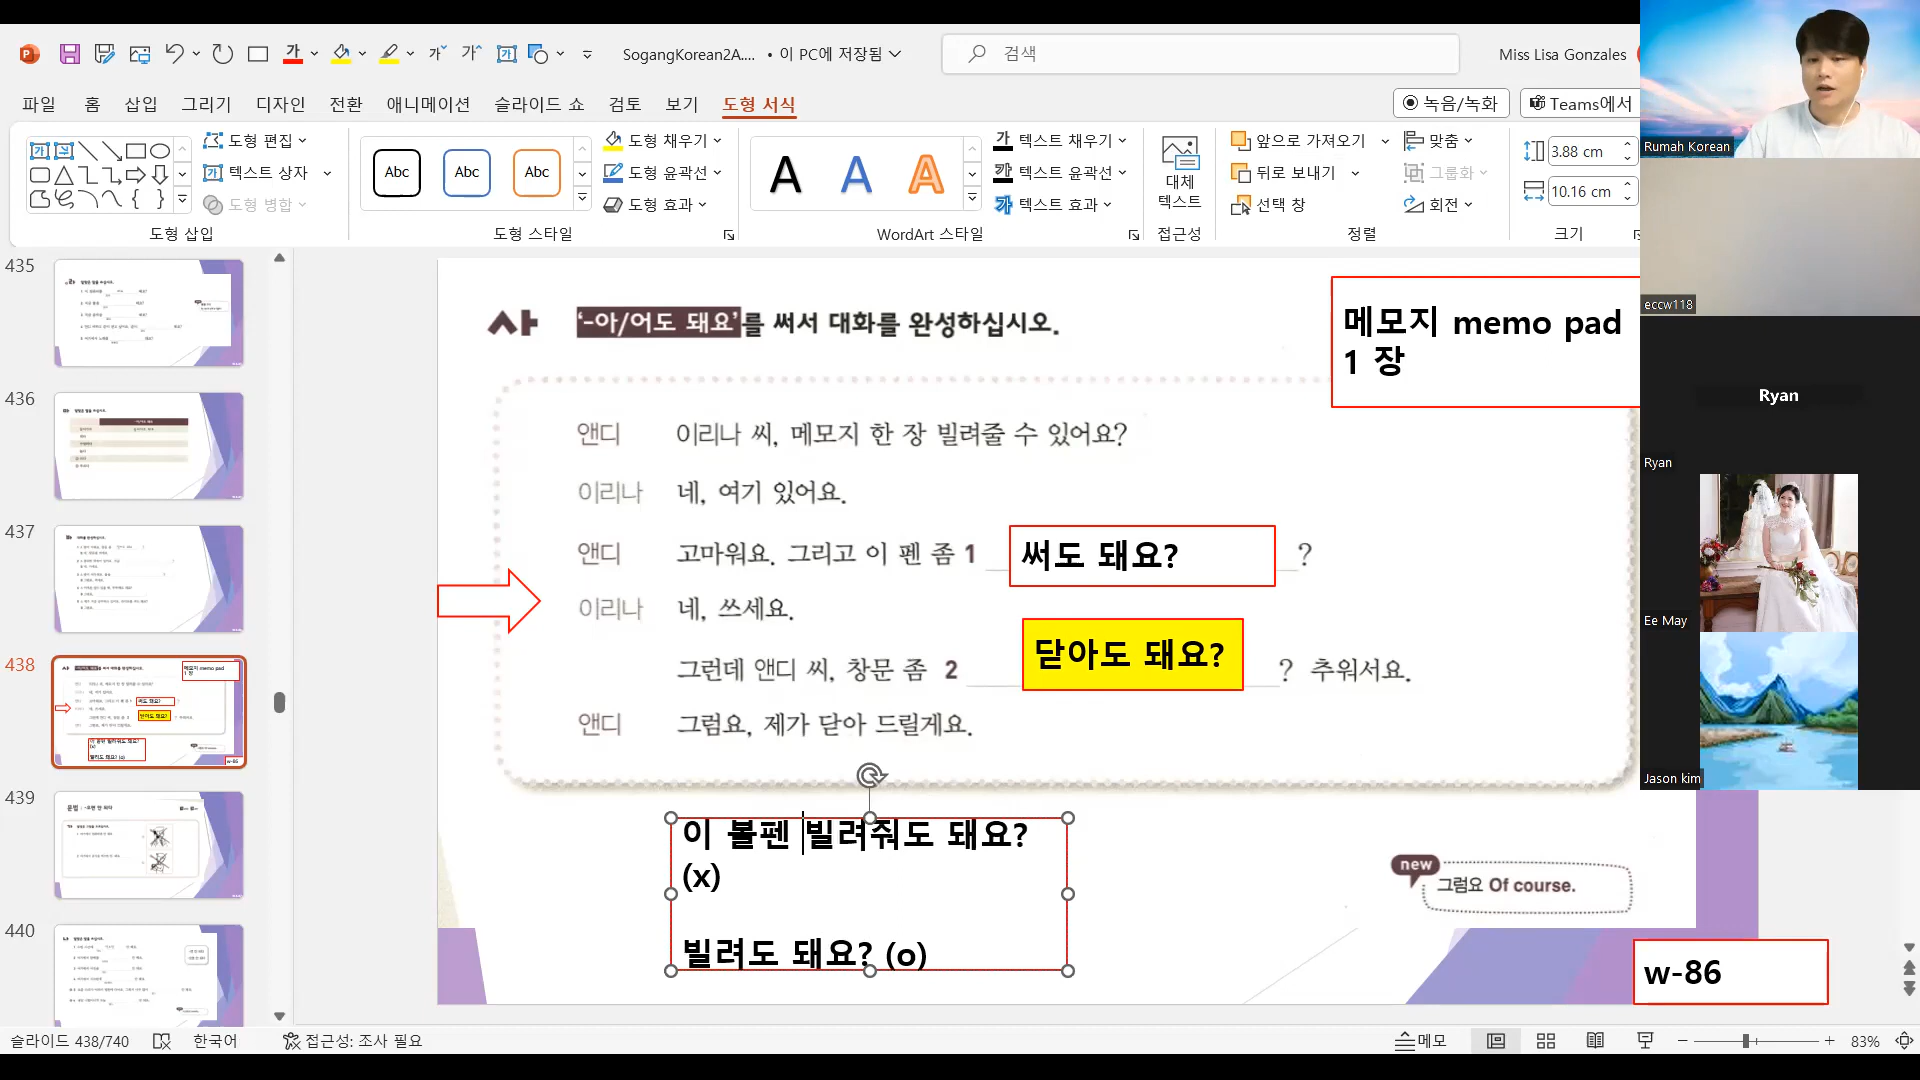 SogangKorean2A.... • 이 PC에 저장됨
검색
Miss Lisa Gonzales
파일 홈 삽입 그리기 디자인 전환 애니메이션 슬라이드 쇼 검토 보기 도형 서식
녹음/녹화
Teams에서
도형 편집
텍스트 상자
도형 병합
도형 삽입
Abc Abc Abc
도형 채우기
도형 윤곽선
도형 효과
도형 스타일
A A A
텍스트 채우기
텍스트 윤곽선
텍스트 효과
WordArt 스타일
대체
텍스트
접근성
앞으로 가져오기
뒤로 보내기
선택 창
맞춤
그룹화
회전
정렬
3.88 cm
10.16 cm
크기
435
436
437
438
439
440
사 '-아/어도 돼요'를 써서 대화를 완성하십시오.
메모지 memo pad
1 장
앤디 이리나 씨, 메모지 한 장 빌려줄 수 있어요?
이리나 네, 여기 있어요.
앤디 고마워요. 그리고 이 펜 좀 1 써도 돼요? ?
이리나 네, 쓰세요.
그런데 앤디 씨, 창문 좀 2 닫아도 돼요? ? 추워서요.
앤디 그럼요, 제가 닫아 드릴게요.
이 볼펜 빌려줘도 돼요?
(x)
빌려도 돼요? (o)
new
그럼요 Of course.
w-86
Rumah Korean
eccw118
Ryan
Ryan
Ee May
Jason kim
슬라이드 438/740
한국어
접근성: 조사 필요
메모
83%